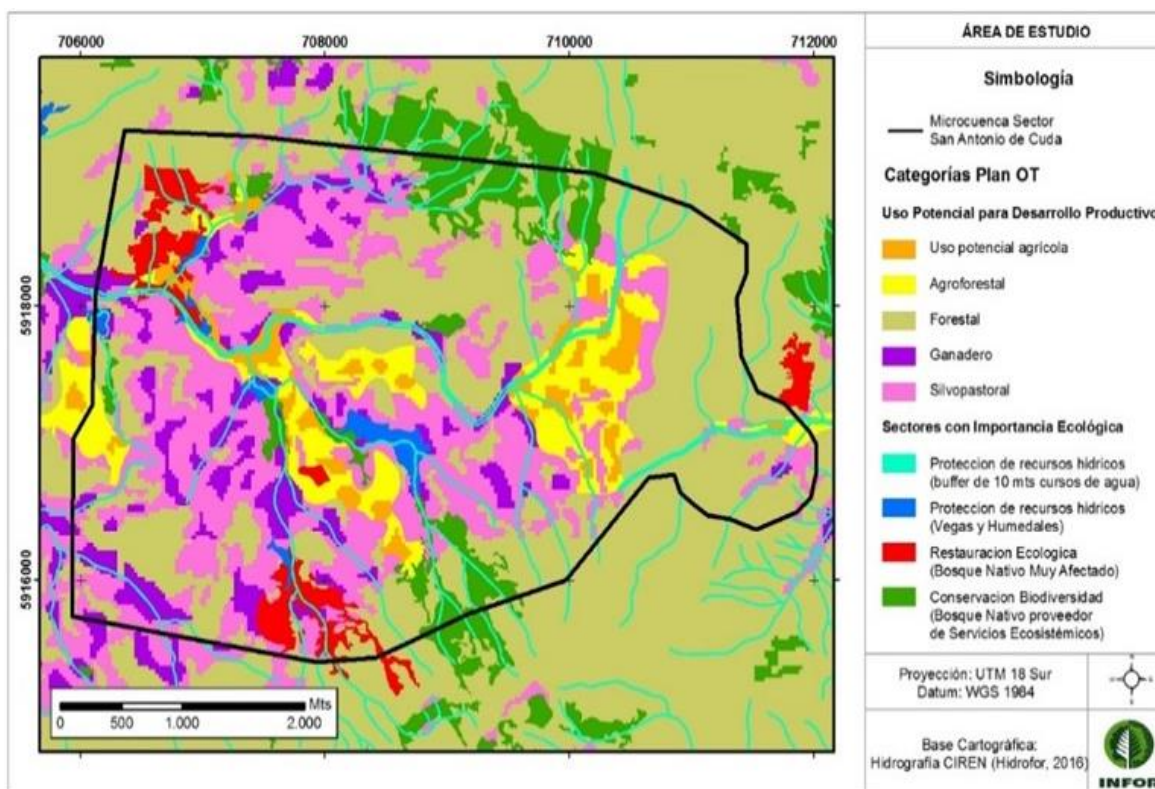 706000
708000
710000
712000
5918000
5916000
Mts
0
500
1.000
2.000
ÁREA DE ESTUDIO
Simbología
Microcuenca Sector
San Antonio de Cuda
Categorías Plan OT
Uso Potencial para Desarrollo Productivo
Uso potencial agrícola
Agroforestal
Forestal
Ganadero
Silvopastoral
Sectores con Importancia Ecológica
Proteccion de recursos hídricos
(buffer de 10 mts cursos de agua)
Proteccion de recursos hídricos
(Vegas y Humedales)
Restauracion Ecologica
(Bosque Nativo Muy Afectado)
Conservacion Biodiversidad
(Bosque Nativo proveedor
de Servicios Ecosistémicos)
Proyección: UTM 18 Sur
Datum: WGS 1984
Base Cartográfica:
Hidrografia CIREN (Hidrofor, 2016)
INFOR